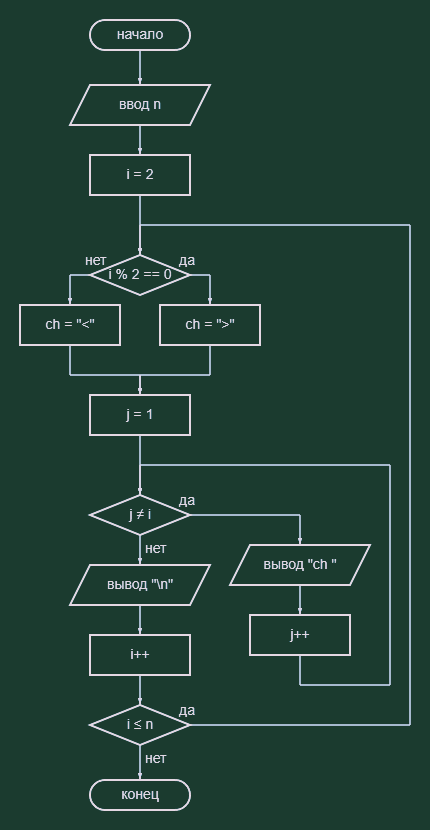 начало
ввод n
i = 2
нет
да
i % 2 == 0
ch = "<"
ch = ">"
j = 1
да
j ≠ i
нет
вывод "ch "
вывод "\n"
j++
i++
да
i ≤ n
нет
конец